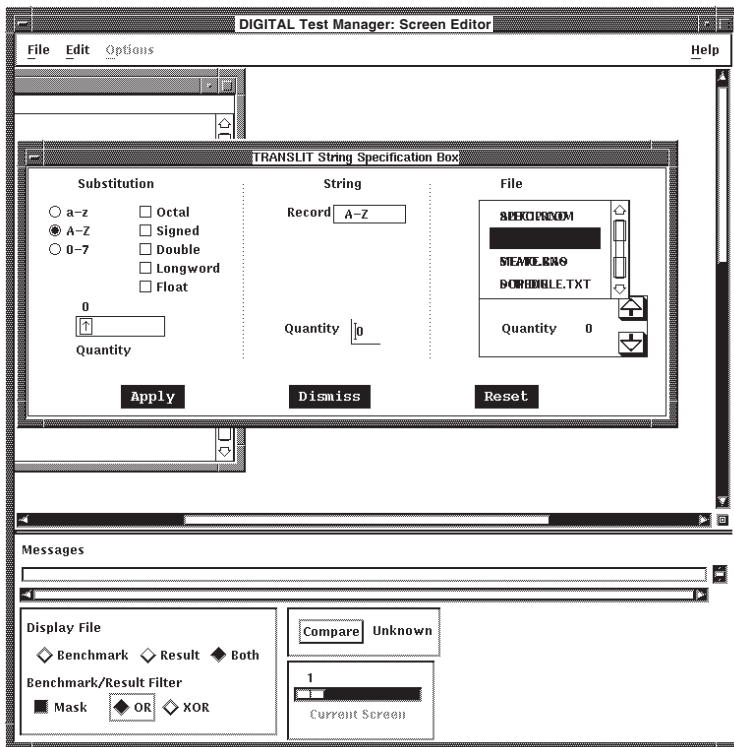 DIGITAL Test Manager: Screen Editor
File Edit Options Help
TRANSLIT String Specification Box
Substitution
a-z
A-Z
0-7
Octal
Signed
Double
Longword
Float
0
Quantity
String
Record A-Z
Quantity 0
File
Quantity 0
Apply Dismiss Reset
Messages
Display File
Benchmark Result Both
Benchmark/Result Filter
Mask OR XOR
Compare Unknown
1
Current Screen